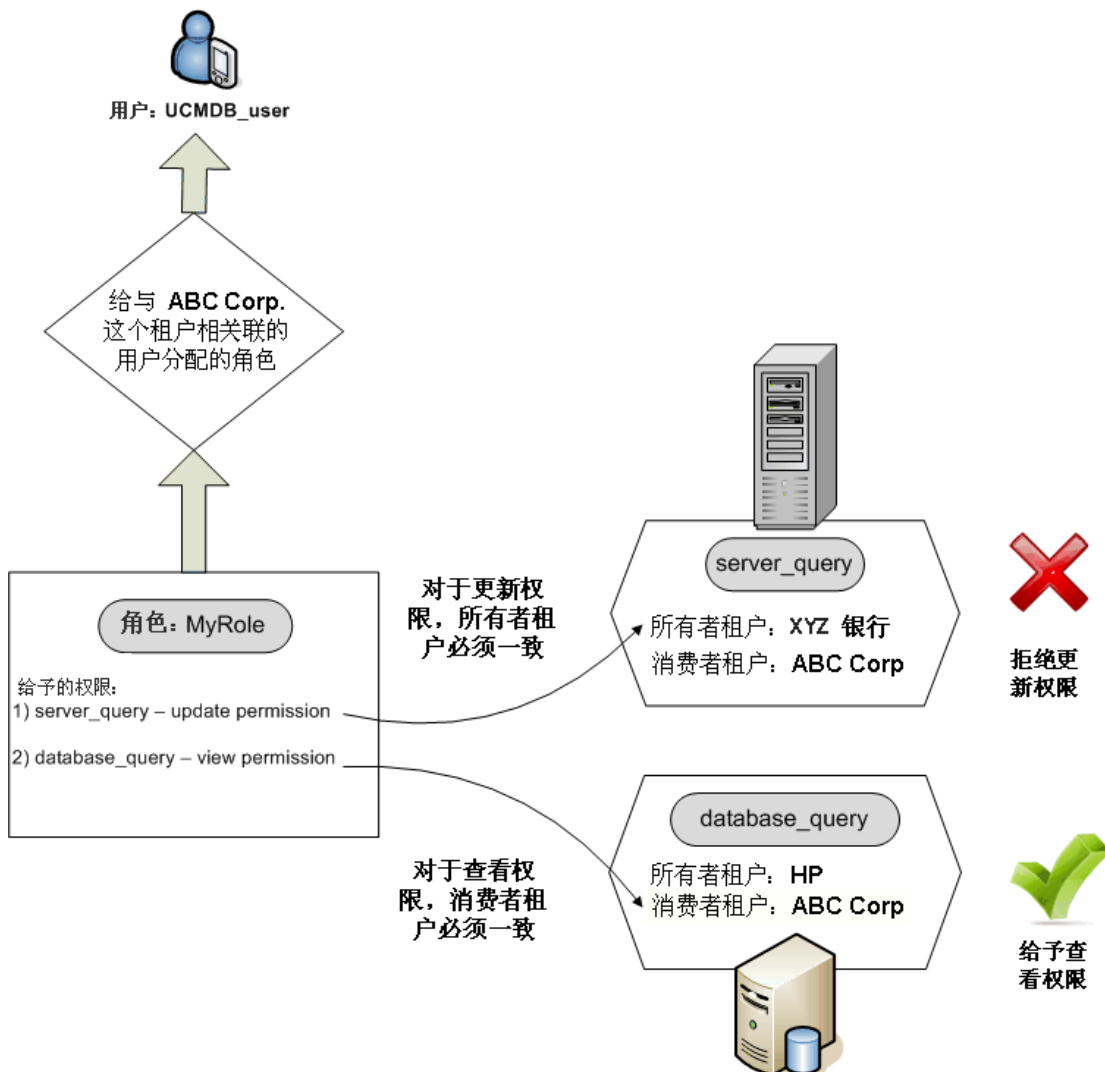 用户：UCMDB_user
给与 ABC Corp.
这个租户相关联的
用户分配的角色
角色：MyRole
给予的权限：
1) server_query – update permission
2) database_query – view permission
对于更新权
限，所有者租
户必须一致
server_query
所有者租户：XYZ 银行
消费者租户：ABC Corp
拒绝更
新权限
对于查看权
限，消费者租
户必须一致
database_query
所有者租户：HP
消费者租户：ABC Corp
给予查
看权限